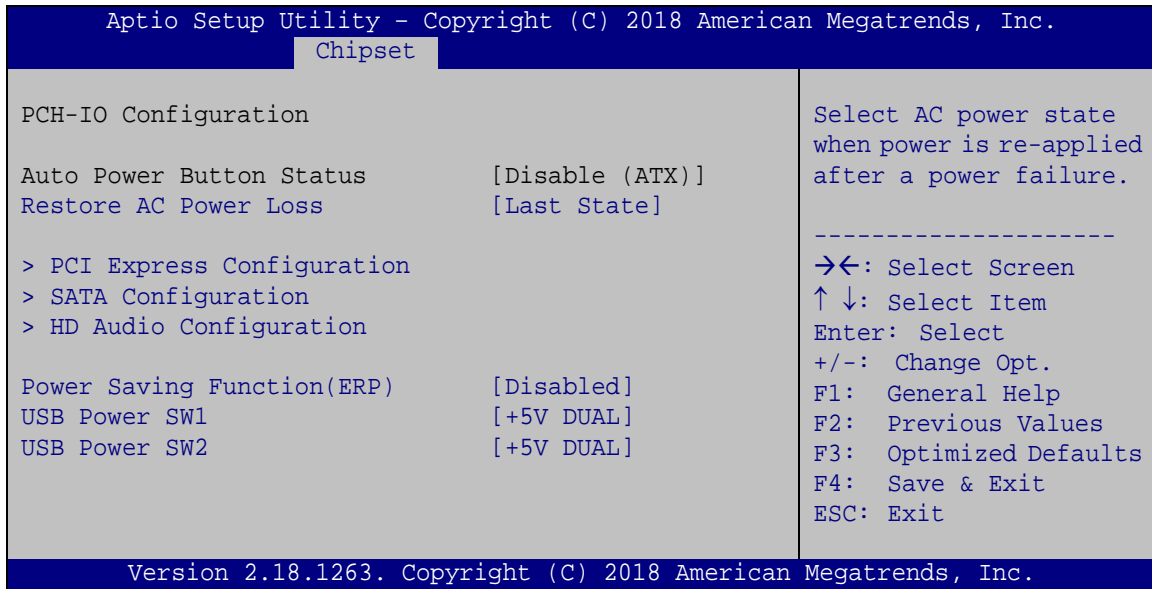 Aptio Setup Utility – Copyright (C) 2018 American Megatrends, Inc.
Chipset
PCH-IO Configuration
Auto Power Button Status [Disable (ATX)]
Restore AC Power Loss [Last State]
> PCI Express Configuration
> SATA Configuration
> HD Audio Configuration
Power Saving Function(ERP) [Disabled]
USB Power SW1 [+5V DUAL]
USB Power SW2 [+5V DUAL]
Select AC power state
when power is re-applied
after a power failure.
---------------------
→←: Select Screen
↑ ↓: Select Item
Enter: Select
+/-: Change Opt.
F1: General Help
F2: Previous Values
F3: Optimized Defaults
F4: Save & Exit
ESC: Exit
Version 2.18.1263. Copyright (C) 2018 American Megatrends, Inc.